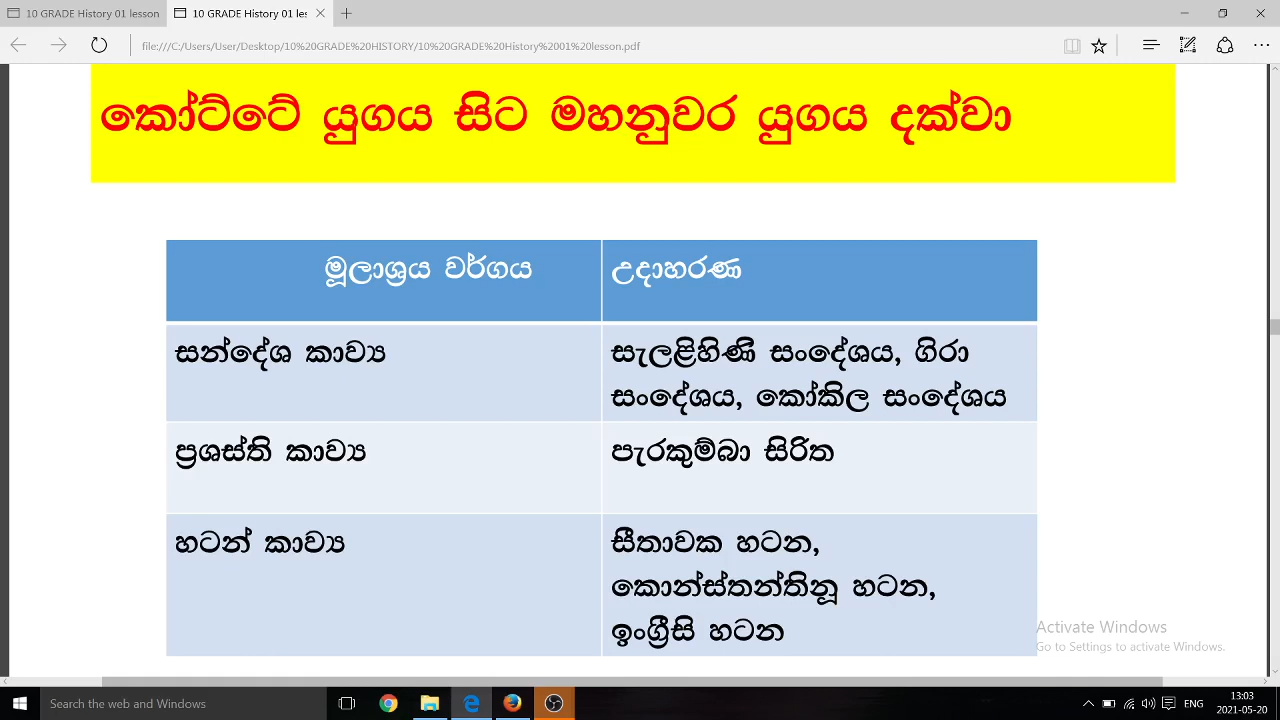 10 GRADE History 01 lesson
10 GRADE History 01 les
file:///C:/Users/User/Desktop/10%20GRADE%20HISTORY/10%20GRADE%20History%2001%20lesson.pdf
කෝට්ටේ යුගය සිට මහනුවර යුගය දක්වා
මූලාශ්‍රය වර්ගය
උදාහරණ
සන්දේශ කාව්‍ය
සැලළිහිණි සංදේශය, ගිරා
සංදේශය, කෝකිල සංදේශය
ප්‍රශස්ති කාව්‍ය
පැරකුම්බා සිරිත
හටන් කාව්‍ය
සීතාවක හටන,
කොන්ස්තන්තිනූ හටන,
ඉංග්‍රීසි හටන
Activate Windows
Go to Settings to activate Windows.
Search the web and Windows
ENG
13:03
2021-05-20